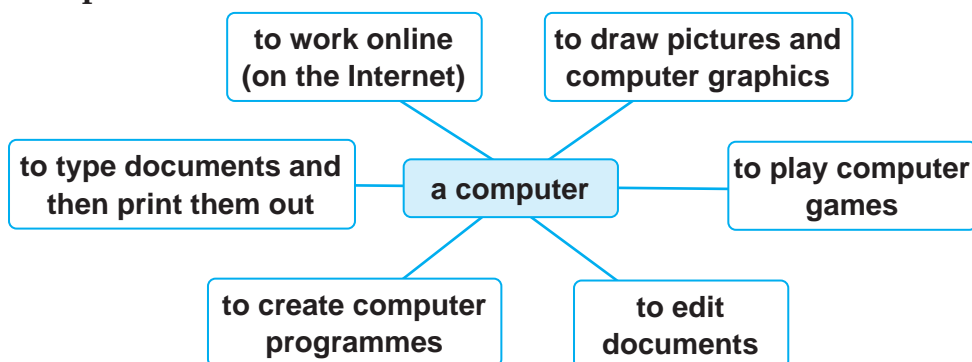 to work online
(on the Internet)
to draw pictures and
computer graphics
to type documents and
then print them out
a computer
to play computer
games
to create computer
programmes
to edit
documents